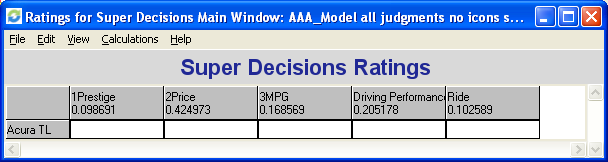 Ratings for Super Decisions Main Window: AAA_Model all judgments no icons s...
File Edit View Calculations Help
Super Decisions Ratings
1Prestige 2Price 3MPG Driving Performance Ride
0.098691 0.424973 0.168569 0.205178 0.102589
Acura TL